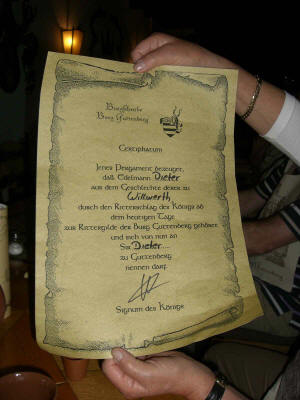 Burgschenke
Burg Guttenberg
Certiphatum
Jenes Pergament bezeuget,
daß Edelmann Dieter
aus dem Geschlechte derer zu
Willwerth
durch den Ritterschlag des Königs ab
dem heutigen Tage
zur Rittergilde der Burg Guttenberg gehöret
und sich von nun an
Sir Dieter...
zu Guttenberg
nennen darf.
Signum des Königs